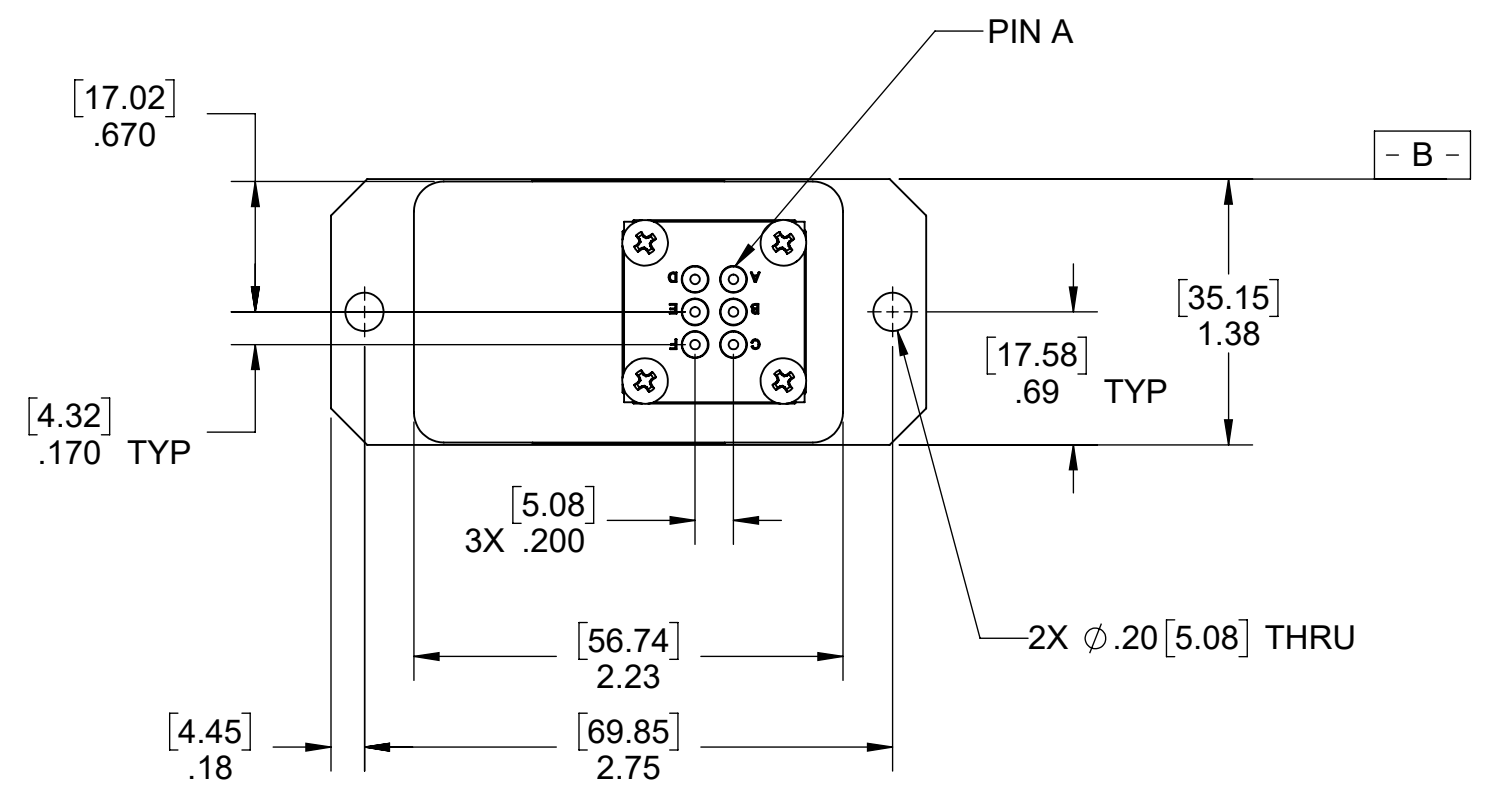 PIN A
[17.02]
.670
- B -
D A
E B
F C
[35.15]
1.38
[17.58]
.69 TYP
[4.32]
.170 TYP
[5.08]
3X .200
2X ⌀.20[5.08] THRU
[56.74]
2.23
[4.45]
.18
[69.85]
2.75